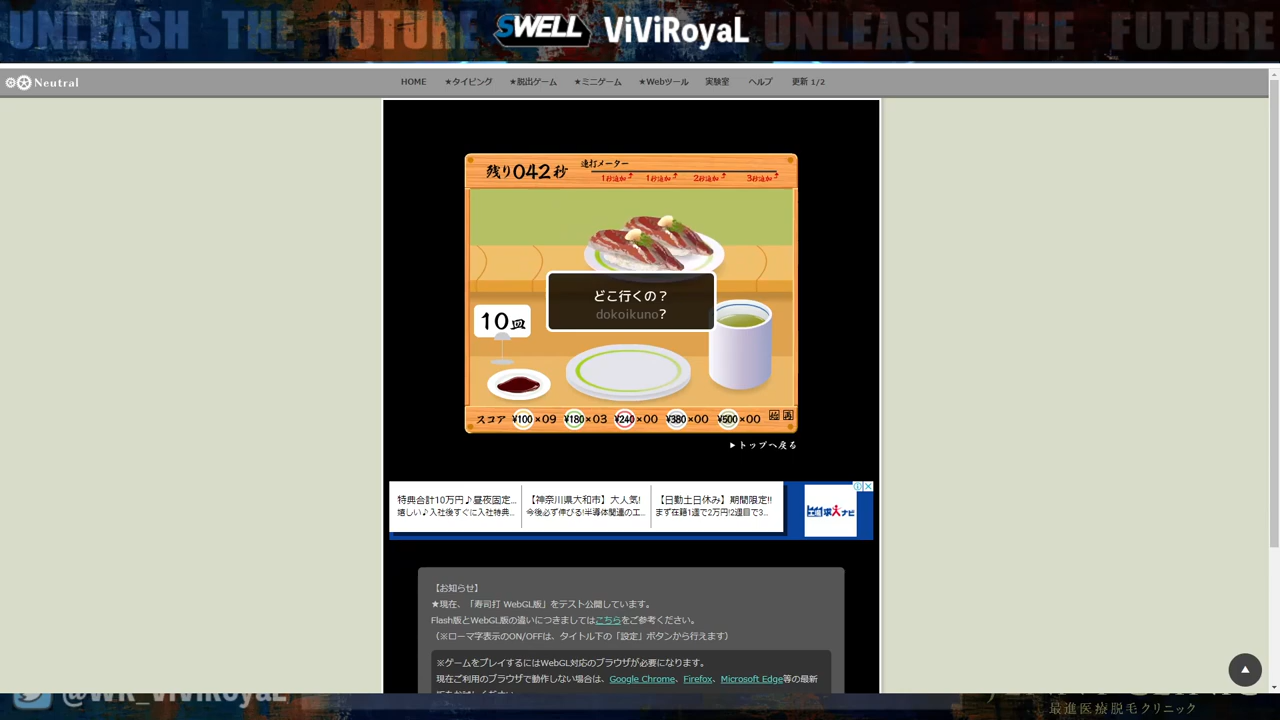 UNLEASH THE FUTURE SWELL ViViRoyaL UNLEASH THE FUTURE
Neutral
HOME ★タイピング ★脱出ゲーム ★ミニゲーム ★Webツール 実験室 ヘルプ 更新 1/2
残り042秒
連打メーター
1秒追加 1秒追加 2秒追加 3秒追加
どこ行くの？
dokoikuno?
10皿
スコア ¥100×09 ¥180×03 ¥240×00 ¥380×00 ¥500×00
▶トップへ戻る
特典合計10万円♪昼夜固定...
嬉しい♪入社後すぐに入社特典...
【神奈川県大和市】大人気!
今後必ず伸びる!半導体関連の工...
【日勤土日休み】期間限定!!
まず在籍1週で2万円!2週目で3...
工場求人ナビ
【お知らせ】
★現在、「寿司打 WebGL版」をテスト公開しています。
Flash版とWebGL版の違いにつきましてはこちらをご参考ください。
（※ローマ字表示のON/OFFは、タイトル下の「設定」ボタンから行えます）
※ゲームをプレイするにはWebGL対応のブラウザが必要になります。
現在ご利用のブラウザで動作しない場合は、Google Chrome、Firefox、Microsoft Edge等の最新
@WR_ViViRoyaL
最進医療脱毛クリニック